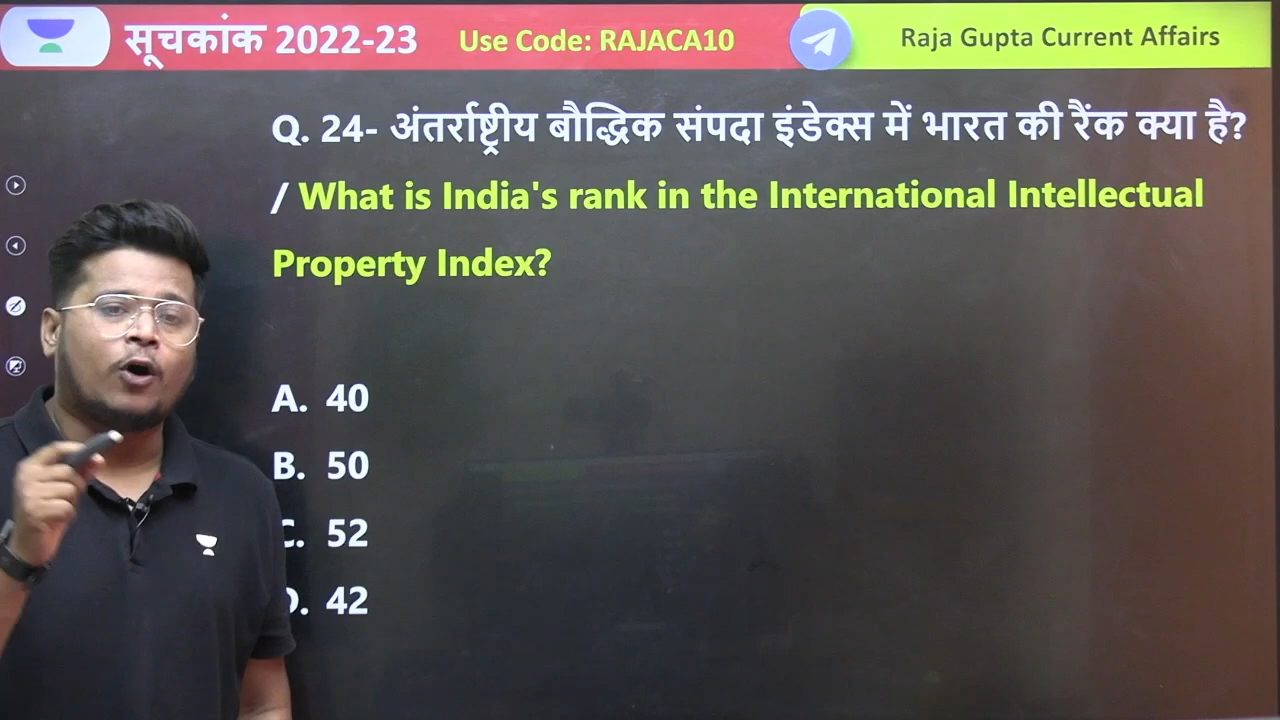 सूचकांक 2022-23
Use Code: RAJACA10
Raja Gupta Current Affairs
Q. 24- अंतर्राष्ट्रीय बौद्धिक संपदा इंडेक्स में भारत की रैंक क्या है?
/ What is India's rank in the International Intellectual
Property Index?
A. 40
B. 50
C. 52
D. 42